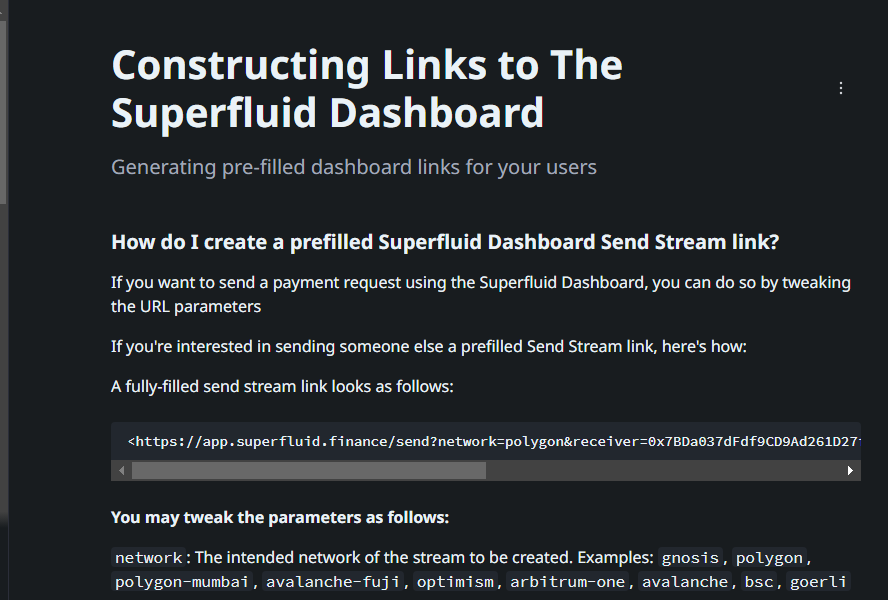 Constructing Links to The
Superfluid Dashboard
Generating pre-filled dashboard links for your users
How do I create a prefilled Superfluid Dashboard Send Stream link?
If you want to send a payment request using the Superfluid Dashboard, you can do so by tweaking
the URL parameters
If you're interested in sending someone else a prefilled Send Stream link, here's how:
A fully-filled send stream link looks as follows:
<https://app.superfluid.finance/send?network=polygon&receiver=0x7BDa037dFdf9CD9Ad261D27
You may tweak the parameters as follows:
network: The intended network of the stream to be created. Examples: gnosis, polygon,
polygon-mumbai, avalanche-fuji, optimism, arbitrum-one, avalanche, bsc, goerli